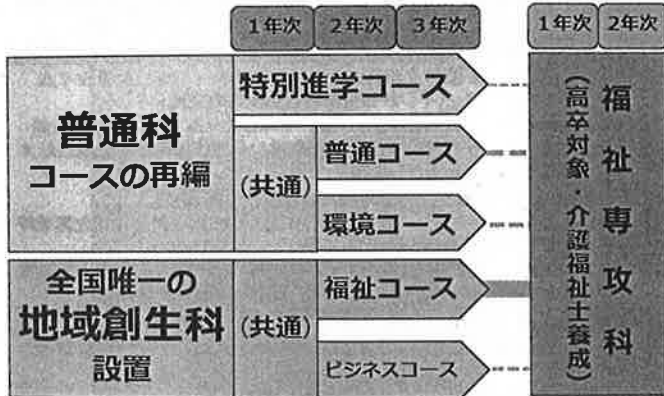 1年次 2年次 3年次 1年次 2年次
普通科
コースの再編
特別進学コース
(共通)
普通コース
環境コース
全国唯一の
地域創生科
設置
(共通)
福祉コース
ビジネスコース
福祉専攻科
(高卒対象・介護福祉士養成)